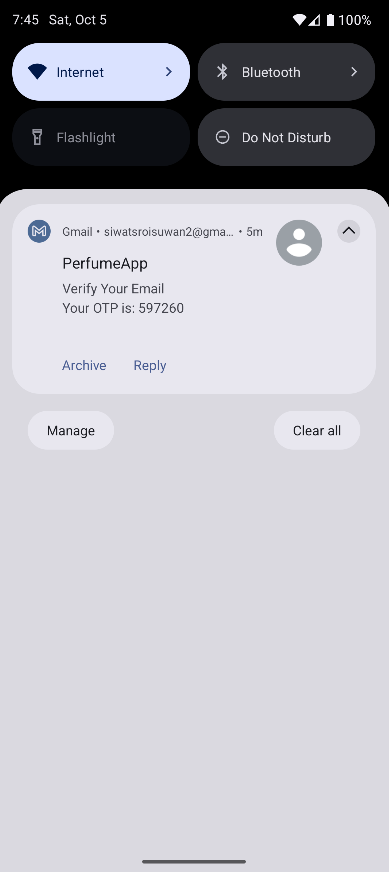 7:45 Sat, Oct 5 100%
Internet Bluetooth
Flashlight Do Not Disturb
Gmail • siwatsroisuwan2@gma... • 5m
PerfumeApp
Verify Your Email
Your OTP is: 597260
Archive Reply
Manage Clear all